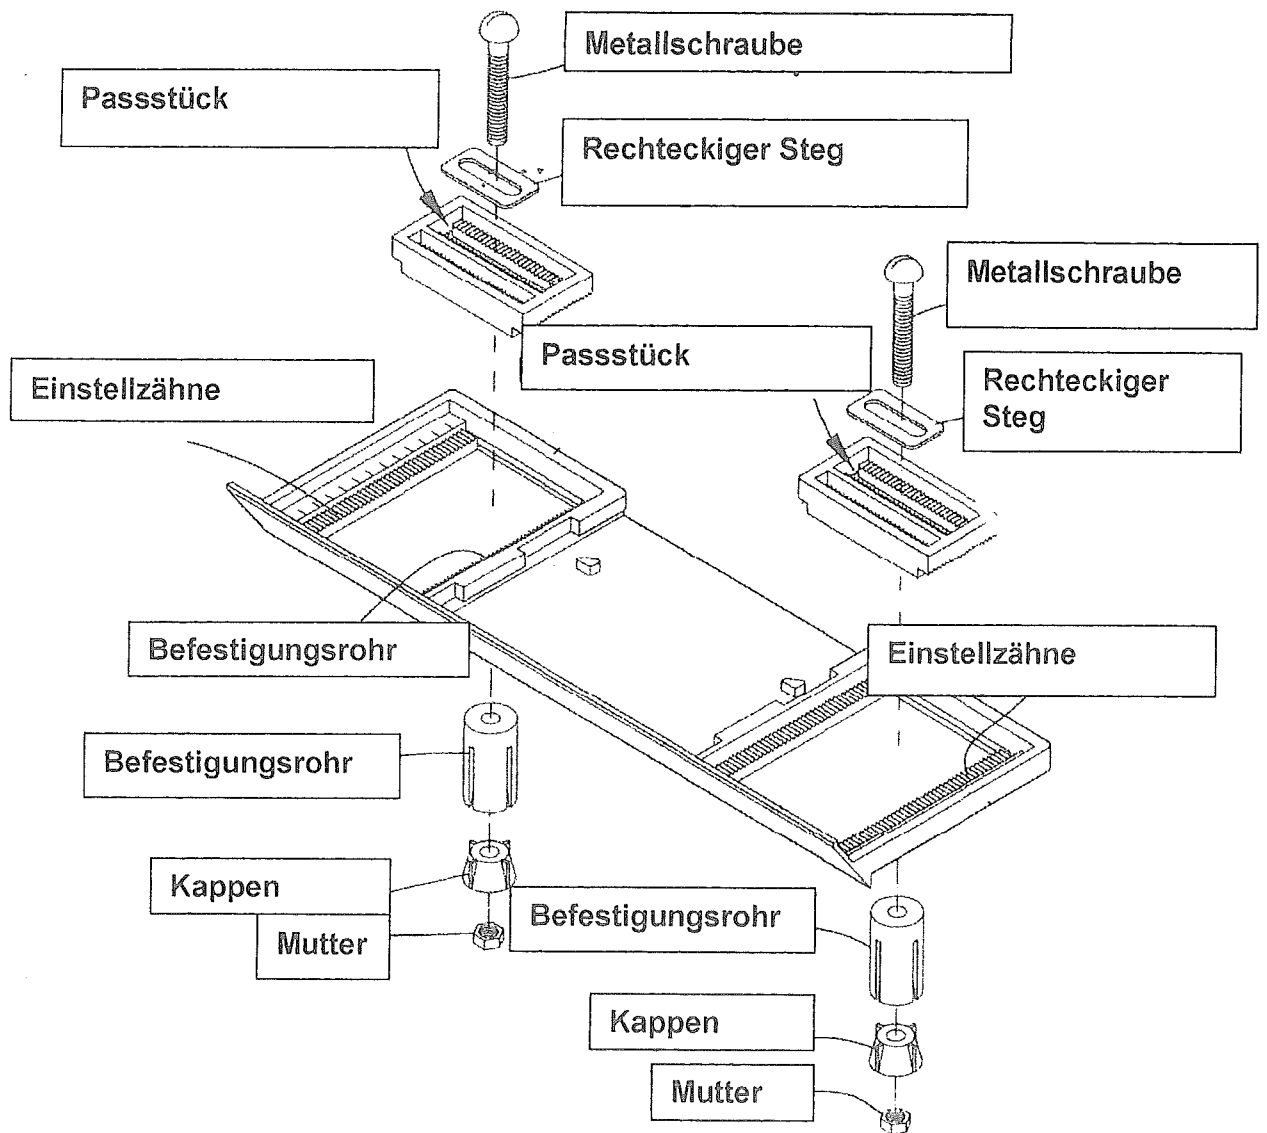 Metallschraube
Passstück
Rechteckiger Steg
Metallschraube
Passstück
Einstellzähne
Rechteckiger
Steg
Befestigungsrohr
Einstellzähne
Befestigungsrohr
Kappen
Befestigungsrohr
Mutter
Kappen
Mutter